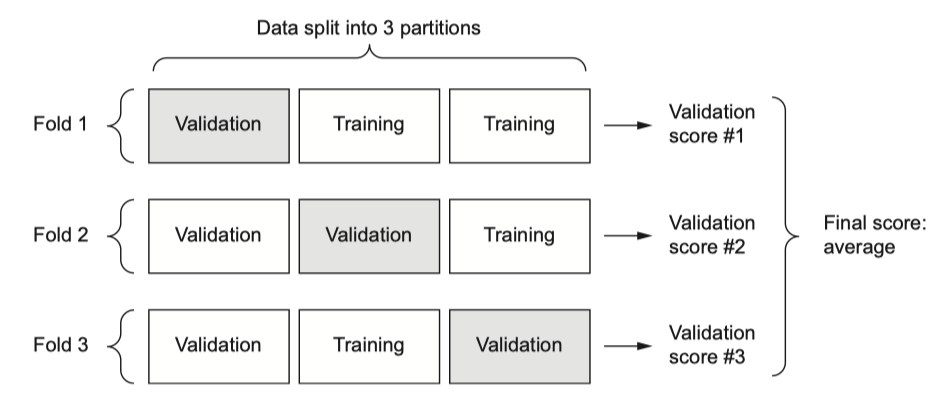 Data split into 3 partitions
Fold 1
Validation
Training
Training
Validation
score #1
Fold 2
Validation
Validation
Training
Validation
score #2
Final score:
average
Fold 3
Validation
Training
Validation
Validation
score #3